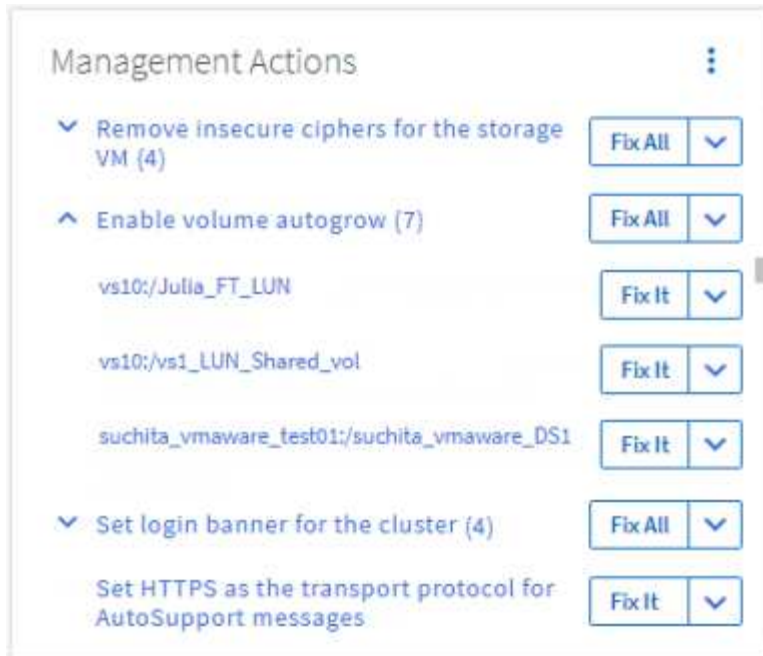 Management Actions
Remove insecure ciphers for the storage
VM (4)
Fix All
Enable volume autogrow (7)
Fix All
vs10:/Julia_FT_LUN
Fix It
vs10:/vs1_LUN_Shared_vol
Fix It
suchita_vmaware_test01:/suchita_vmaware_DS1
Fix It
Set login banner for the cluster (4)
Fix All
Set HTTPS as the transport protocol for
AutoSupport messages
Fix It